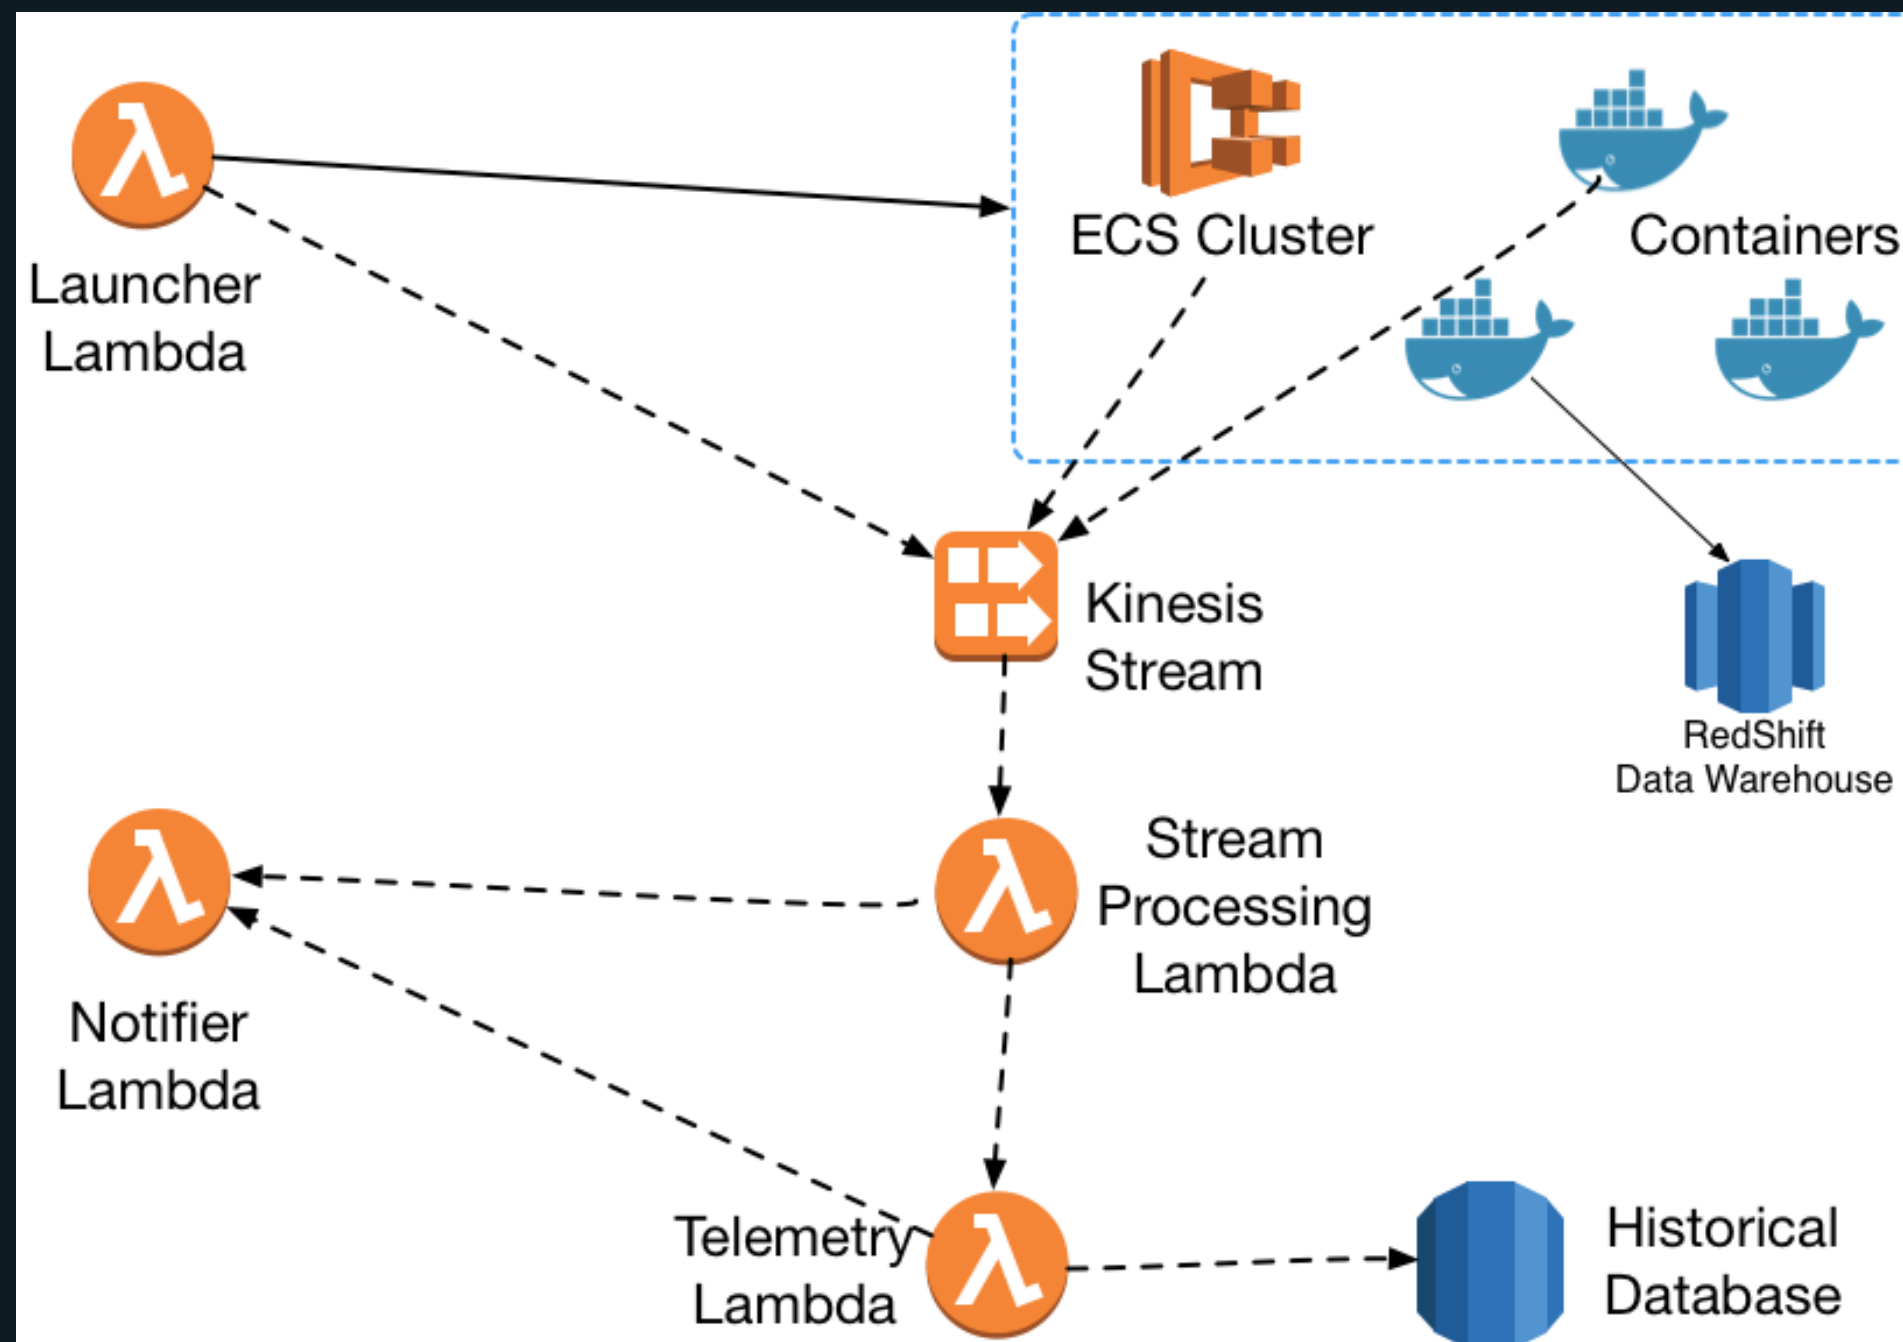 Launcher
Lambda
ECS Cluster
Containers
Kinesis
Stream
RedShift
Data Warehouse
Stream
Processing
Lambda
Notifier
Lambda
Telemetry
Lambda
Historical
Database